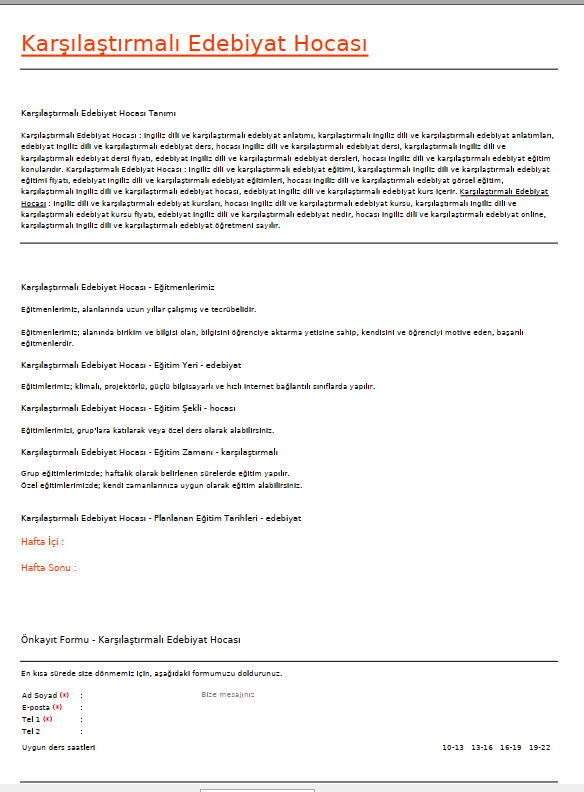 Karşılaştırmalı Edebiyat Hocası
Karşılaştırmalı Edebiyat Hocası Tanımı
Karşılaştırmalı Edebiyat Hocası : ingiliz dili ve karşılaştırmalı edebiyat anlatımı, karşılaştırmalı ingiliz dili ve karşılaştırmalı edebiyat anlatımları,
edebiyat ingiliz dili ve karşılaştırmalı edebiyat ders, hocası ingiliz dili ve karşılaştırmalı edebiyat dersi, karşılaştırmalı ingiliz dili ve
karşılaştırmalı edebiyat dersi fiyatı, edebiyat ingiliz dili ve karşılaştırmalı edebiyat dersleri, hocası ingiliz dili ve karşılaştırmalı edebiyat eğitim
konularıdır. Karşılaştırmalı Edebiyat Hocası : ingiliz dili ve karşılaştırmalı edebiyat eğitimi, karşılaştırmalı ingiliz dili ve karşılaştırmalı edebiyat
eğitimi fiyatı, edebiyat ingiliz dili ve karşılaştırmalı edebiyat eğitimleri, hocası ingiliz dili ve karşılaştırmalı edebiyat görsel eğitim,
karşılaştırmalı ingiliz dili ve karşılaştırmalı edebiyat hocası, edebiyat ingiliz dili ve karşılaştırmalı edebiyat kurs içerir. Karşılaştırmalı Edebiyat
Hocası : ingiliz dili ve karşılaştırmalı edebiyat kursları, hocası ingiliz dili ve karşılaştırmalı edebiyat kursu, karşılaştırmalı ingiliz dili ve
karşılaştırmalı edebiyat kursu fiyatı, edebiyat ingiliz dili ve karşılaştırmalı edebiyat nedir, hocası ingiliz dili ve karşılaştırmalı edebiyat online,
karşılaştırmalı ingiliz dili ve karşılaştırmalı edebiyat öğretmeni sayılır.
Karşılaştırmalı Edebiyat Hocası - Eğitmenlerimiz
Eğitmenlerimiz, alanlarında uzun yıllar çalışmış ve tecrübelidir.
Eğitmenlerimiz; alanında birikim ve bilgisi olan, bilgisini öğrenciye aktarma yetisine sahip, kendisini ve öğrenciyi motive eden, başarılı
eğitmenlerdir.
Karşılaştırmalı Edebiyat Hocası - Eğitim Yeri - edebiyat
Eğitimlerimiz; klimalı, projektörlü, güçlü bilgisayarlı ve hızlı internet bağlantılı sınıflarda yapılır.
Karşılaştırmalı Edebiyat Hocası - Eğitim Şekli - hocası
Eğitimlerimizi, grup'lara katılarak veya özel ders olarak alabilirsiniz.
Karşılaştırmalı Edebiyat Hocası - Eğitim Zamanı - karşılaştırmalı
Grup eğitimlerimizde; haftalık olarak belirlenen sürelerde eğitim yapılır.
Özel eğitimlerimizde; kendi zamanlarınıza uygun olarak eğitim alabilirsiniz.
Karşılaştırmalı Edebiyat Hocası - Planlanan Eğitim Tarihleri - edebiyat
Hafta İçi :
Hafta Sonu :
Önkayıt Formu - Karşılaştırmalı Edebiyat Hocası
En kısa sürede size dönmemiz için, aşağıdaki formumuzu doldurunuz.
Ad Soyad (x) : Bize mesajınız
E-posta (x) :
Tel 1 (x) :
Tel 2 :
Uygun ders saatleri 10-13 13-16 16-19 19-22